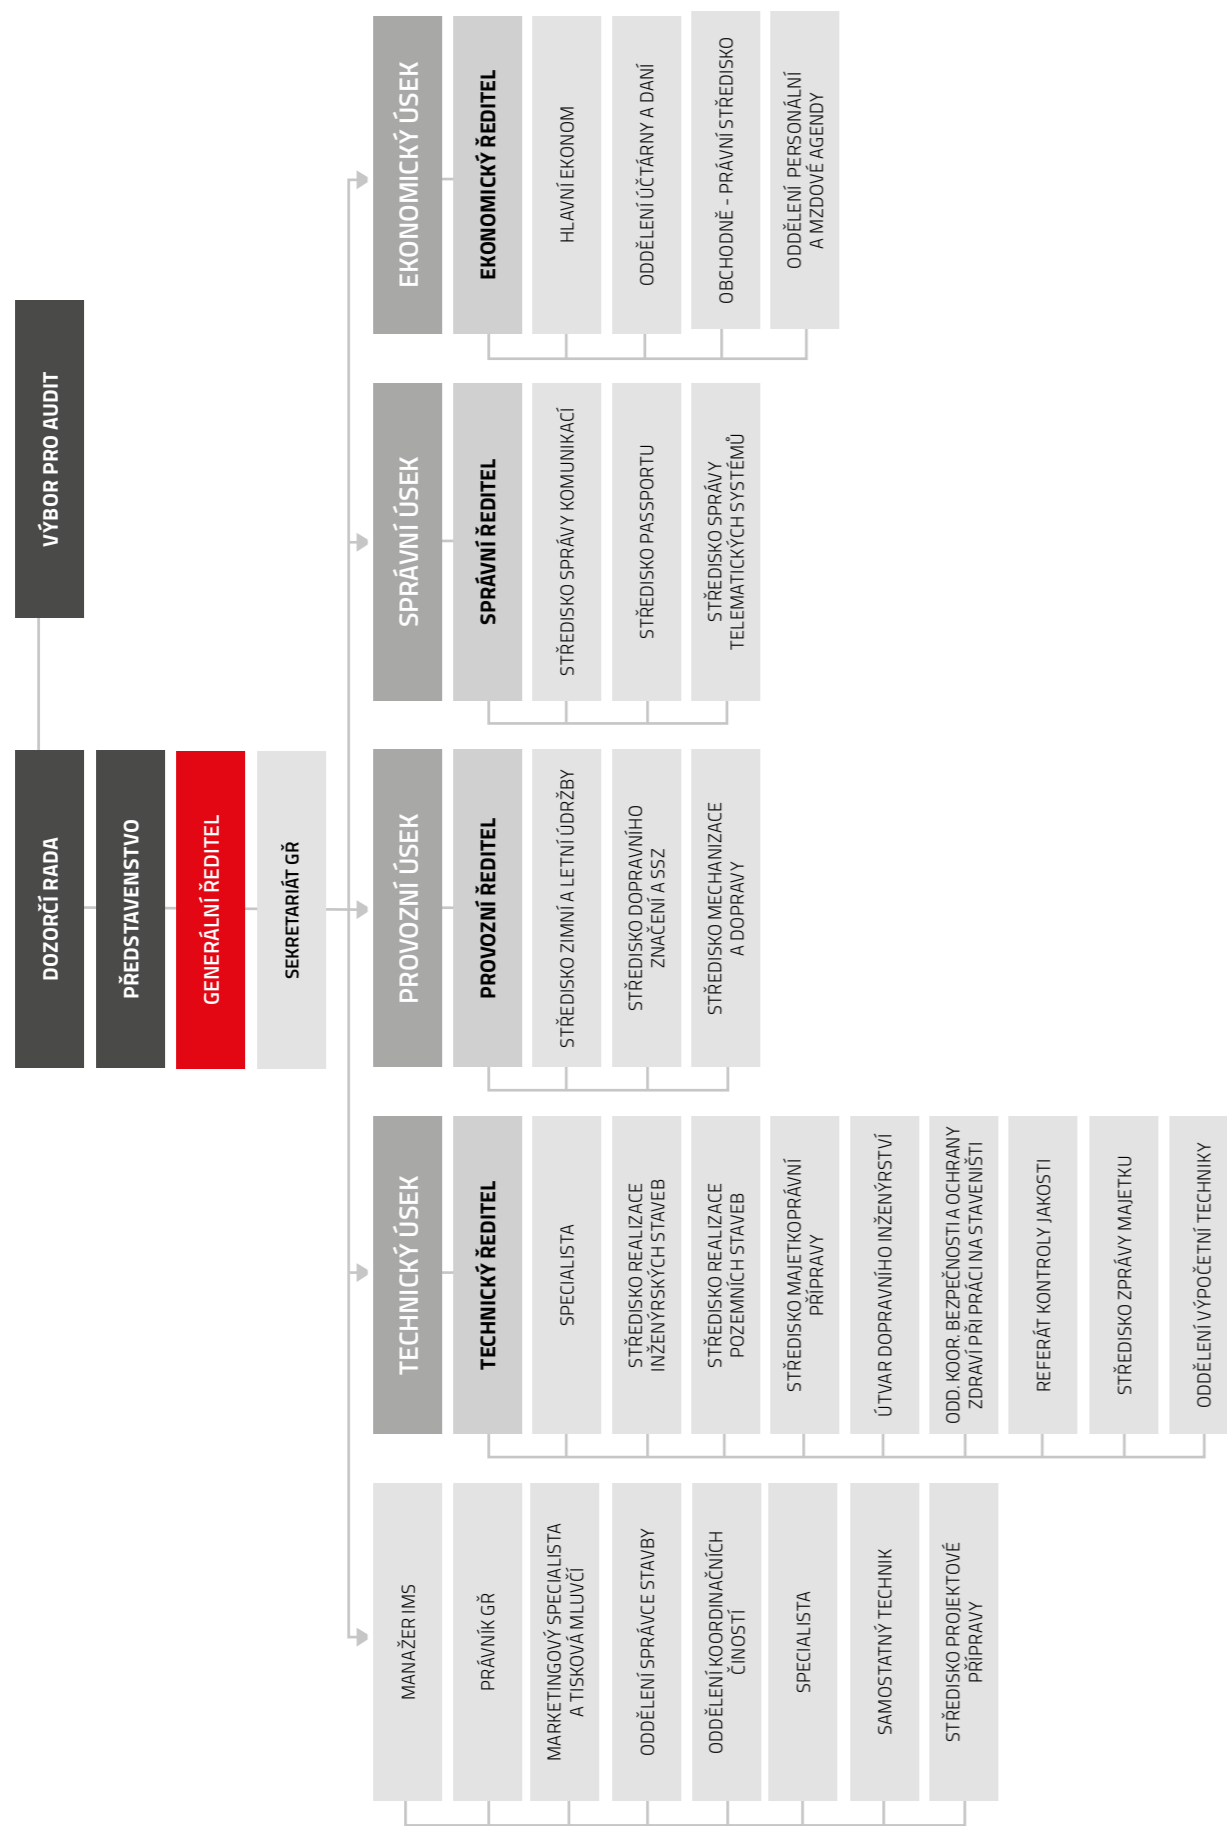 DOZORČÍ RADA
VÝBOR PRO AUDIT
PŘEDSTAVENSTVO
GENERÁLNÍ ŘEDITEL
SEKRETARIÁT GŘ
MANAŽER IMS
PRÁVNÍK GŘ
MARKETINGOVÝ SPECIALISTA
A TISKOVÁ MLUVČÍ
ODDĚLENÍ SPRÁVCE STAVBY
ODDĚLENÍ KOORDINAČNÍCH
ČINOSTÍ
SPECIALISTA
SAMOSTATNÝ TECHNIK
STŘEDISKO PROJEKTOVÉ
PŘÍPRAVY
TECHNICKÝ ÚSEK
TECHNICKÝ ŘEDITEL
SPECIALISTA
STŘEDISKO REALIZACE
INŽENÝRSKÝCH STAVEB
STŘEDISKO REALIZACE
POZEMNÍCH STAVEB
STŘEDISKO MAJETKOPRÁVNÍ
PŘÍPRAVY
ÚTVAR DOPRAVNÍHO INŽENÝRSTVÍ
ODD. KOOR. BEZPEČNOSTI A OCHRANY
ZDRAVÍ PŘI PRÁCI NA STAVENIŠTI
REFERÁT KONTROLY JAKOSTI
STŘEDISKO ZPRÁVY MAJETKU
ODDĚLENÍ VÝPOČETNÍ TECHNIKY
PROVOZNÍ ÚSEK
PROVOZNÍ ŘEDITEL
STŘEDISKO ZIMNÍ A LETNÍ ÚDRŽBY
STŘEDISKO DOPRAVNÍHO
ZNAČENÍ A SSZ
STŘEDISKO MECHANIZACE
A DOPRAVY
SPRÁVNÍ ÚSEK
SPRÁVNÍ ŘEDITEL
STŘEDISKO SPRÁVY KOMUNIKACÍ
STŘEDISKO PASSPORTU
STŘEDISKO SPRÁVY
TELEMATICKÝCH SYSTÉMŮ
EKONOMICKÝ ÚSEK
EKONOMICKÝ ŘEDITEL
HLAVNÍ EKONOM
ODDĚLENÍ ÚČTÁRNY A DANÍ
OBCHODNĚ - PRÁVNÍ STŘEDISKO
ODDĚLENÍ PERSONÁLNÍ
A MZDOVÉ AGENDY